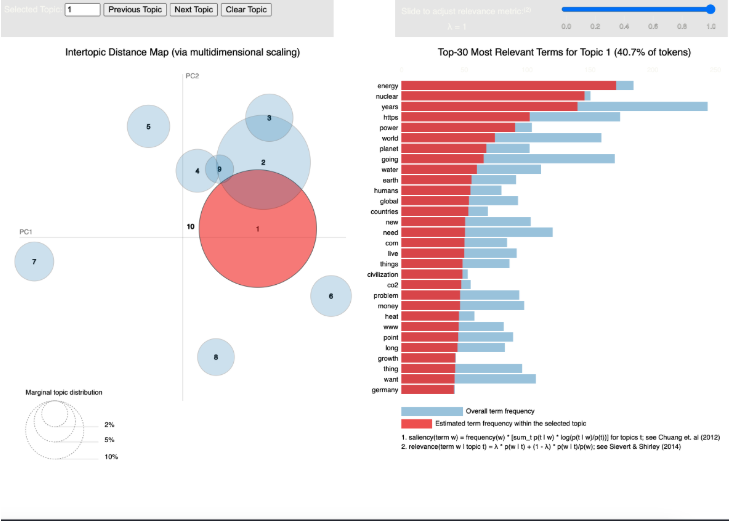 Selected Topic: 1 Previous Topic Next Topic Clear Topic
Slide to adjust relevance metric:(2)
λ = 1
0.0 0.2 0.4 0.6 0.8 1.0
Intertopic Distance Map (via multidimensional scaling)
PC2
PC1
5
3
2
4
9
10
1
7
6
8
Marginal topic distribution
2%
5%
10%
Top-30 Most Relevant Terms for Topic 1 (40.7% of tokens)
energy
nuclear
years
https
power
world
planet
going
water
earth
humans
global
countries
new
need
com
live
things
civilization
co2
problem
money
heat
www
point
long
growth
thing
want
germany
Overall term frequency
Estimated term frequency within the selected topic
1. saliency(term w) = frequency(w) * [sum_t p(t | w) * log(p(t | w)/p(t))] for topics t; see Chuang et. al (2012)
2. relevance(term w | topic t) = λ * p(w | t) + (1 - λ) * p(w | t)/p(w); see Sievert & Shirley (2014)